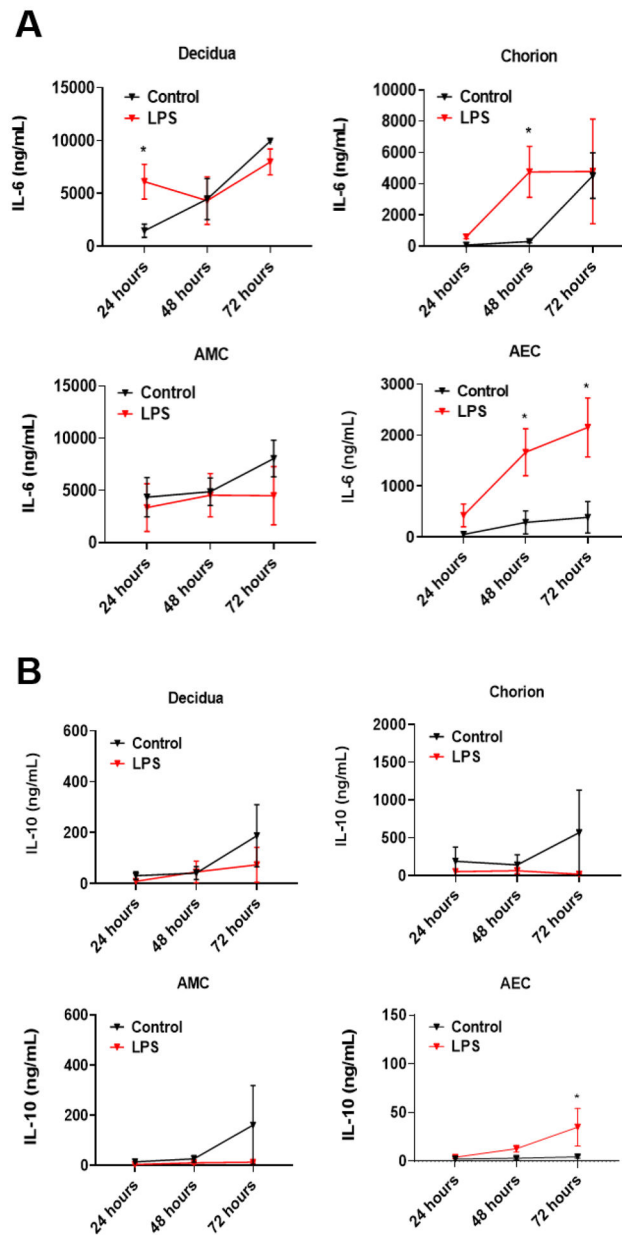 A
Decidua
IL-6 (ng/mL)
15000
10000
5000
0
Control
LPS
*
24 hours
48 hours
72 hours
Chorion
IL-6 (ng/mL)
10000
8000
6000
4000
2000
0
Control
LPS
*
24 hours
48 hours
72 hours
AMC
IL-6 (ng/mL)
15000
10000
5000
0
Control
LPS
24 hours
48 hours
72 hours
AEC
IL-6 (ng/mL)
3000
2000
1000
0
Control
LPS
*
*
24 hours
48 hours
72 hours
B
Decidua
IL-10 (ng/mL)
600
400
200
0
Control
LPS
24 hours
48 hours
72 hours
Chorion
IL-10 (ng/mL)
2000
1500
1000
500
0
Control
LPS
24 hours
48 hours
72 hours
AMC
IL-10 (ng/mL)
600
400
200
0
Control
LPS
24 hours
48 hours
72 hours
AEC
IL-10 (ng/mL)
150
100
50
0
Control
LPS
*
24 hours
48 hours
72 hours